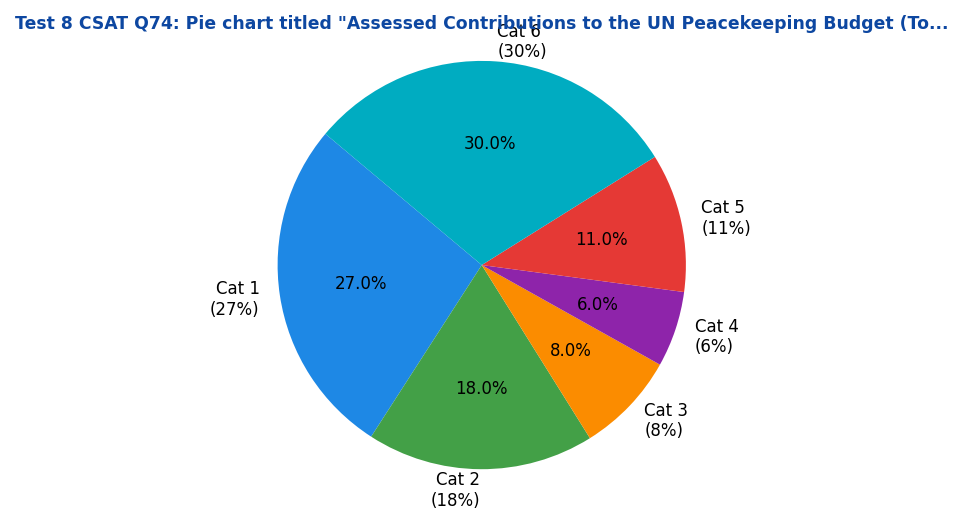 Test 8 CSAT Q74: Pie chart titled "Assessed Contributions to the UN Peacekeeping Budget (To...
Cat 6
(30%)
30.0%
Cat 5
(11%)
11.0%
27.0%
Cat 1
(27%)
6.0%
Cat 4
(6%)
8.0%
18.0%
Cat 3
(8%)
Cat 2
(18%)